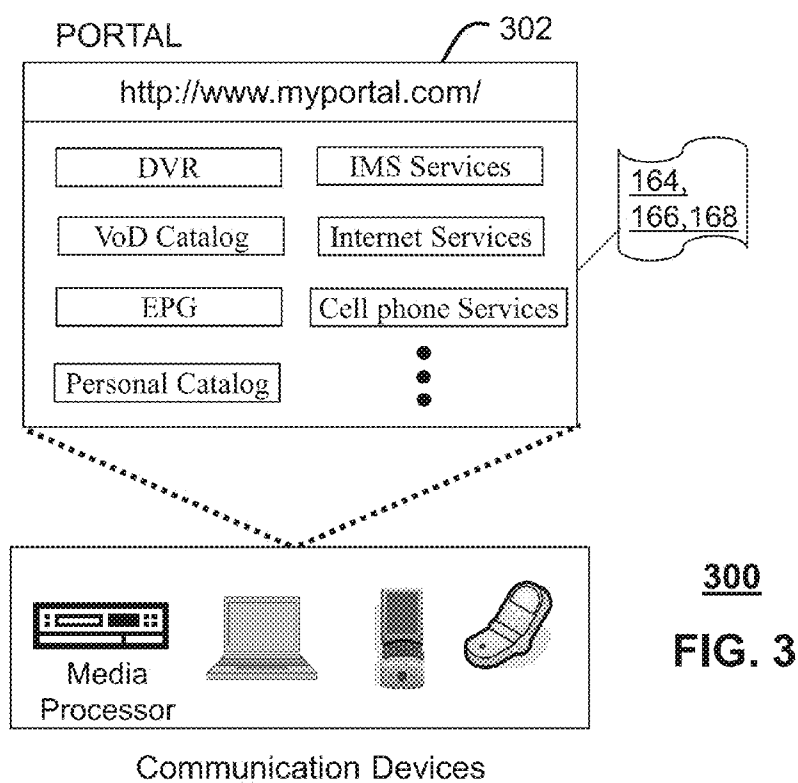 PORTAL
302
http://www.myportal.com/
DVR
IMS Services
VoD Catalog
Internet Services
EPG
Cell phone Services
Personal Catalog
164,
166,168
Media
Processor
Communication Devices
300
FIG. 3